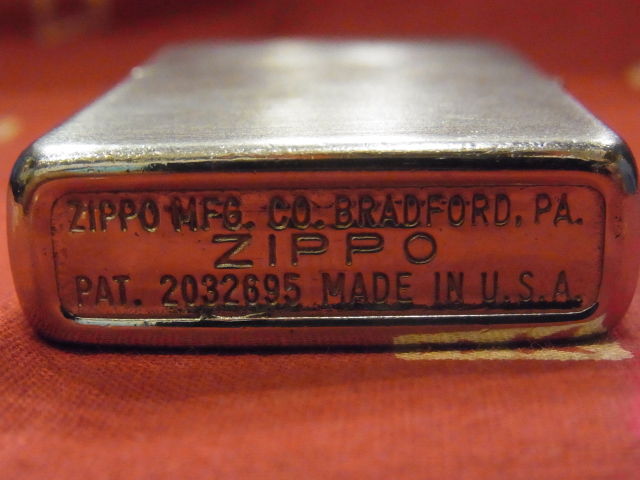 ZIPPO MFG. CO. BRADFORD, PA.
ZIPPO
PAT. 2032695 MADE IN U.S.A.